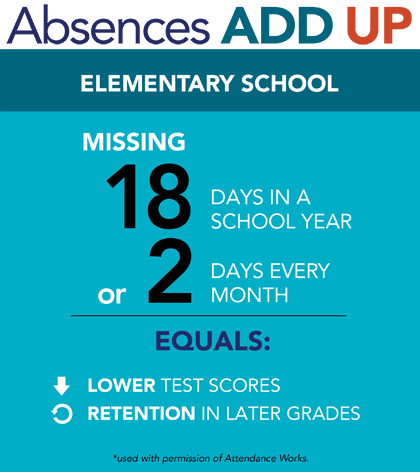 Absences ADD UP
ELEMENTARY SCHOOL
MISSING
18 DAYS IN A
SCHOOL YEAR
or 2 DAYS EVERY
MONTH
EQUALS:
LOWER TEST SCORES
RETENTION IN LATER GRADES
*used with permission of Attendance Works.